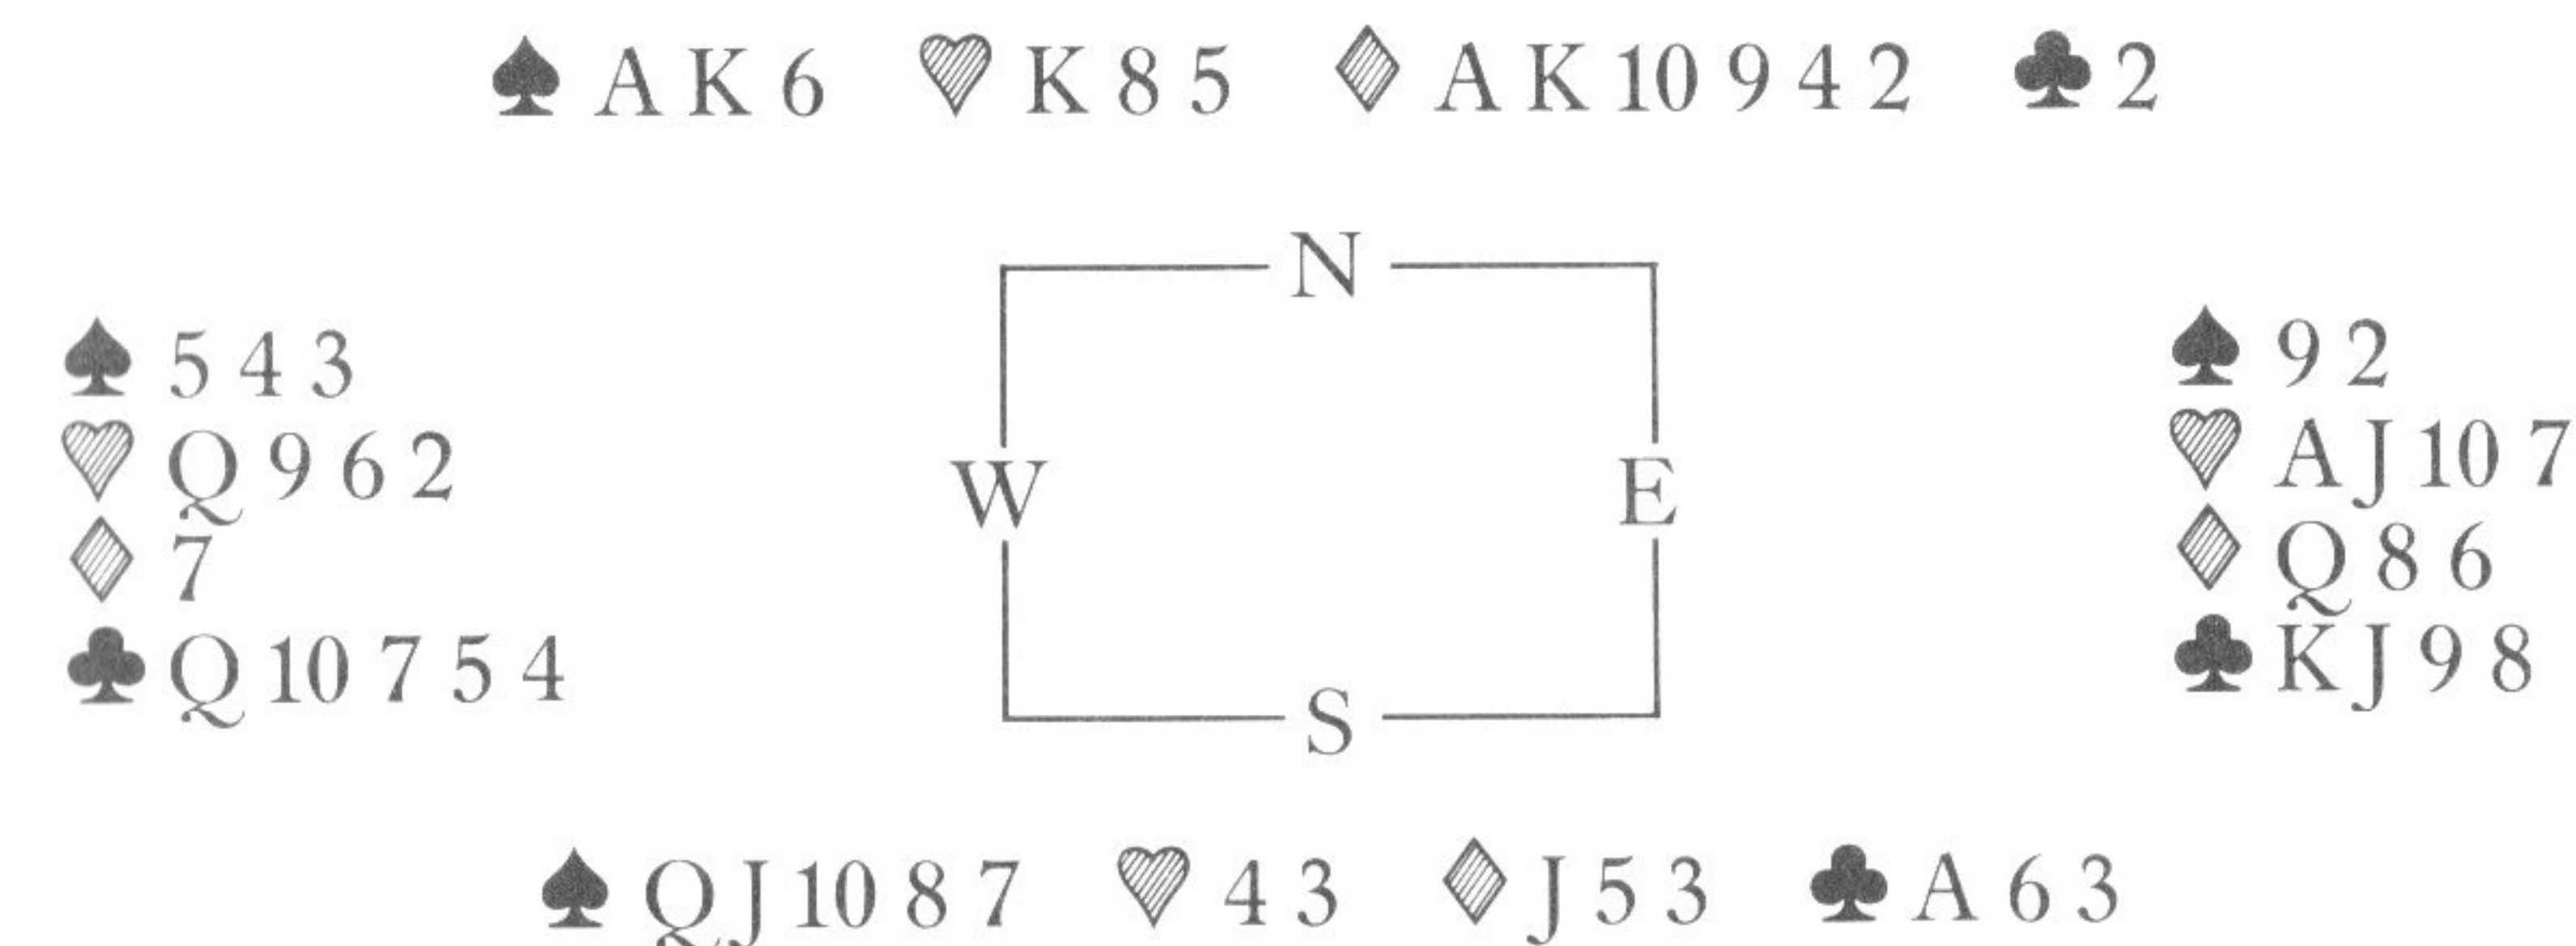 ♠ A K 6 ♡ K 8 5 ♢ A K 10 9 4 2 ♣ 2
N
♠ 5 4 3
♡ Q 9 6 2
♢ 7
♣ Q 10 7 5 4
W
E
♠ 9 2
♡ A J 10 7
♢ Q 8 6
♣ K J 9 8
S
♠ Q J 10 8 7 ♡ 4 3 ♢ J 5 3 ♣ A 6 3